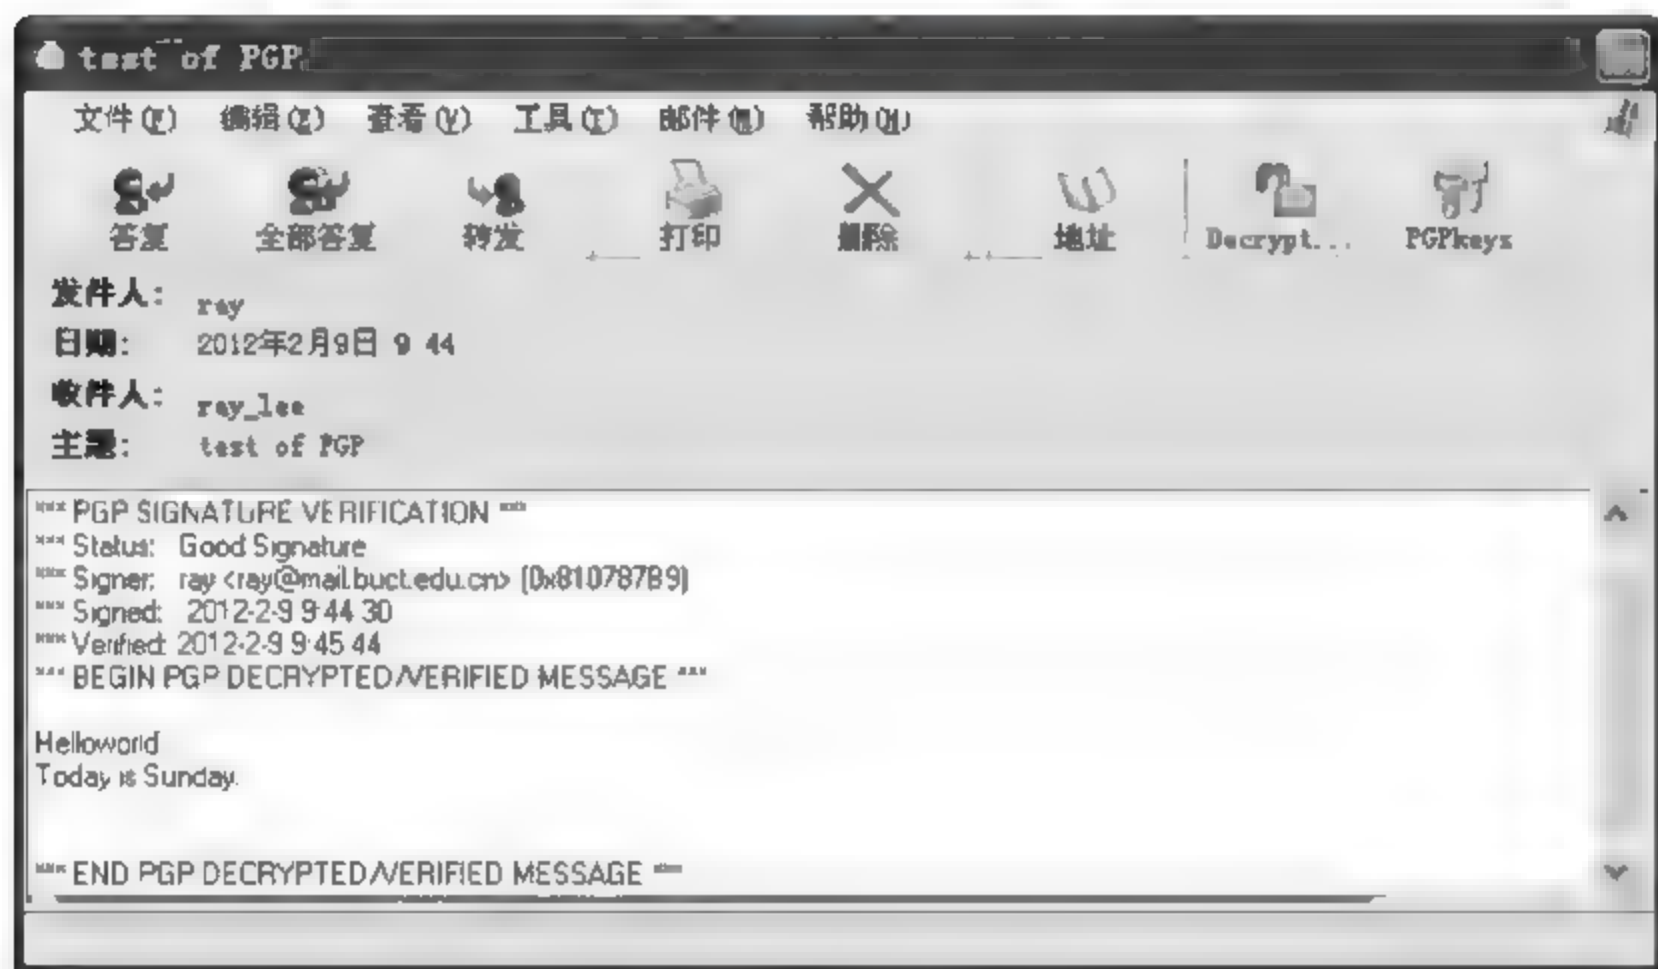 test of PGP
文件(F) 编辑(E) 查看(V) 工具(T) 邮件(M) 帮助(H)
答复 全部答复 转发 打印 删除 地址 Decrypt... PGPkeys
发件人: ray
日期: 2012年2月9日 9 44
收件人: ray_lee
主题: test of PGP
*** PGP SIGNATURE VERIFICATION ***
*** Status: Good Signature
*** Signer: ray <ray@mail.buct.edu.cn> (0x810787B9)
*** Signed: 2012-2-9 9 44 30
*** Verified: 2012-2-9 9 45 44
*** BEGIN PGP DECRYPTED/VERIFIED MESSAGE ***
Helloworld
Today is Sunday.
*** END PGP DECRYPTED/VERIFIED MESSAGE ***